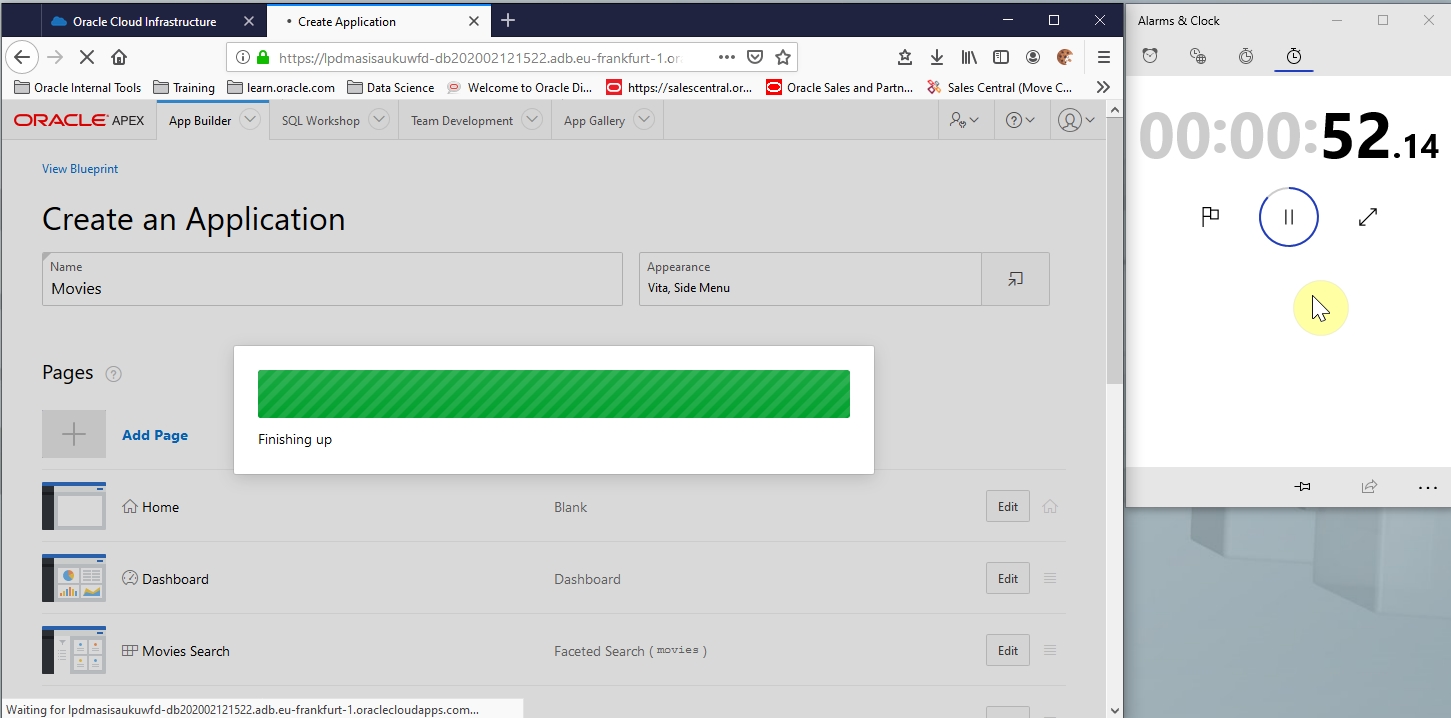 Oracle Cloud Infrastructure
• Create Application
https://lpdmasisaukuwfd-db202002121522.adb.eu-frankfurt-1.or
Oracle Internal Tools Training learn.oracle.com Data Science Welcome to Oracle Di... https://salescentral.or... Oracle Sales and Partn... Sales Central (Move C...
ORACLE APEX App Builder SQL Workshop Team Development App Gallery
View Blueprint
Create an Application
Name
Movies
Appearance
Vita, Side Menu
Pages ?
Add Page
Finishing up
Home Blank Edit
Dashboard Dashboard Edit
Movies Search Faceted Search ( movies ) Edit
Waiting for lpdmasisaukuwfd-db202002121522.adb.eu-frankfurt-1.oraclecloudapps.com...
Alarms & Clock
00:00:52.14